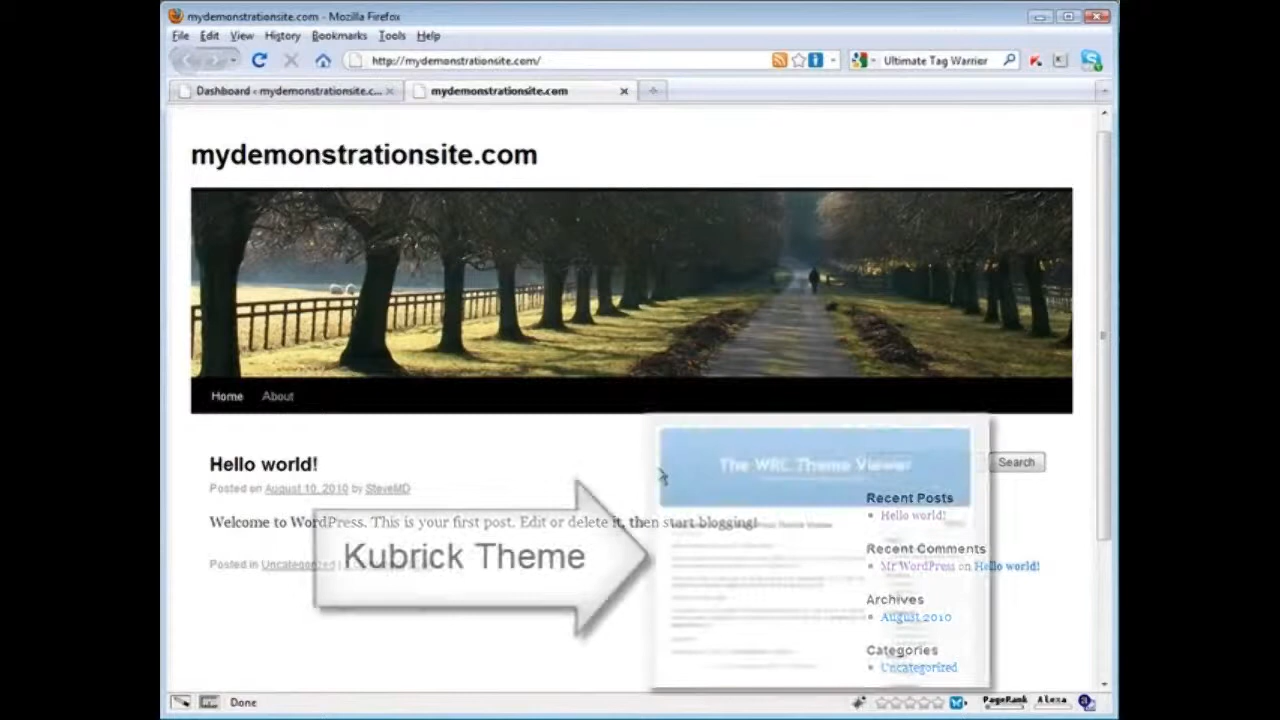 mydemonstrationsite.com - Mozilla Firefox
File Edit View History Bookmarks Tools Help
http://mydemonstrationsite.com/ Ultimate Tag Warrior
Dashboard ‹ mydemonstrationsite.c... mydemonstrationsite.com
mydemonstrationsite.com
Home About
The WRC Theme Viewer
Hello world!
Search
Posted on August 10, 2010 by SteveMD
Recent Posts
Hello world!
Welcome to WordPress. This is your first post. Edit or delete it, then start blogging!
Kubrick Theme
Recent Comments
Posted in Uncategorized
Mr WordPress on Hello world!
Archives
August 2010
Categories
Uncategorized
Done PageRank Alexa